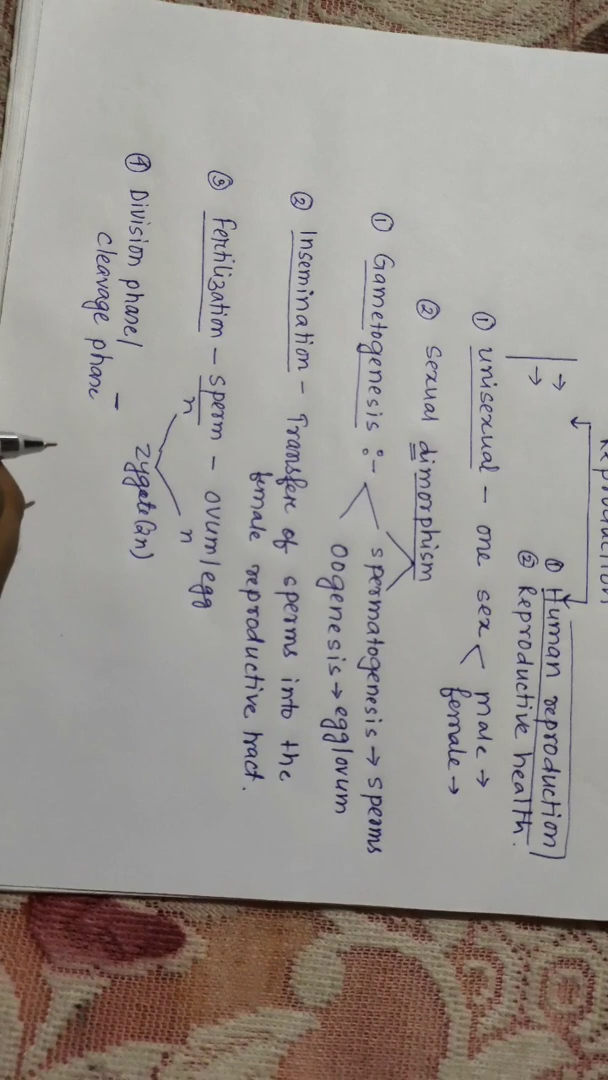 Reproduction
① Human reproduction
② Reproductive health.
① unisexual - one sex < male →
female →
② sexual dimorphism
① Gametogenesis :- < spermatogenesis → sperms
oogenesis → egg/ovum
② Insemination - Transfer of sperms into the
female reproductive tract.
③ Fertilization - sperm - ovum/egg
n n
zygote(2n)
④ Division phase/
cleavage phase -